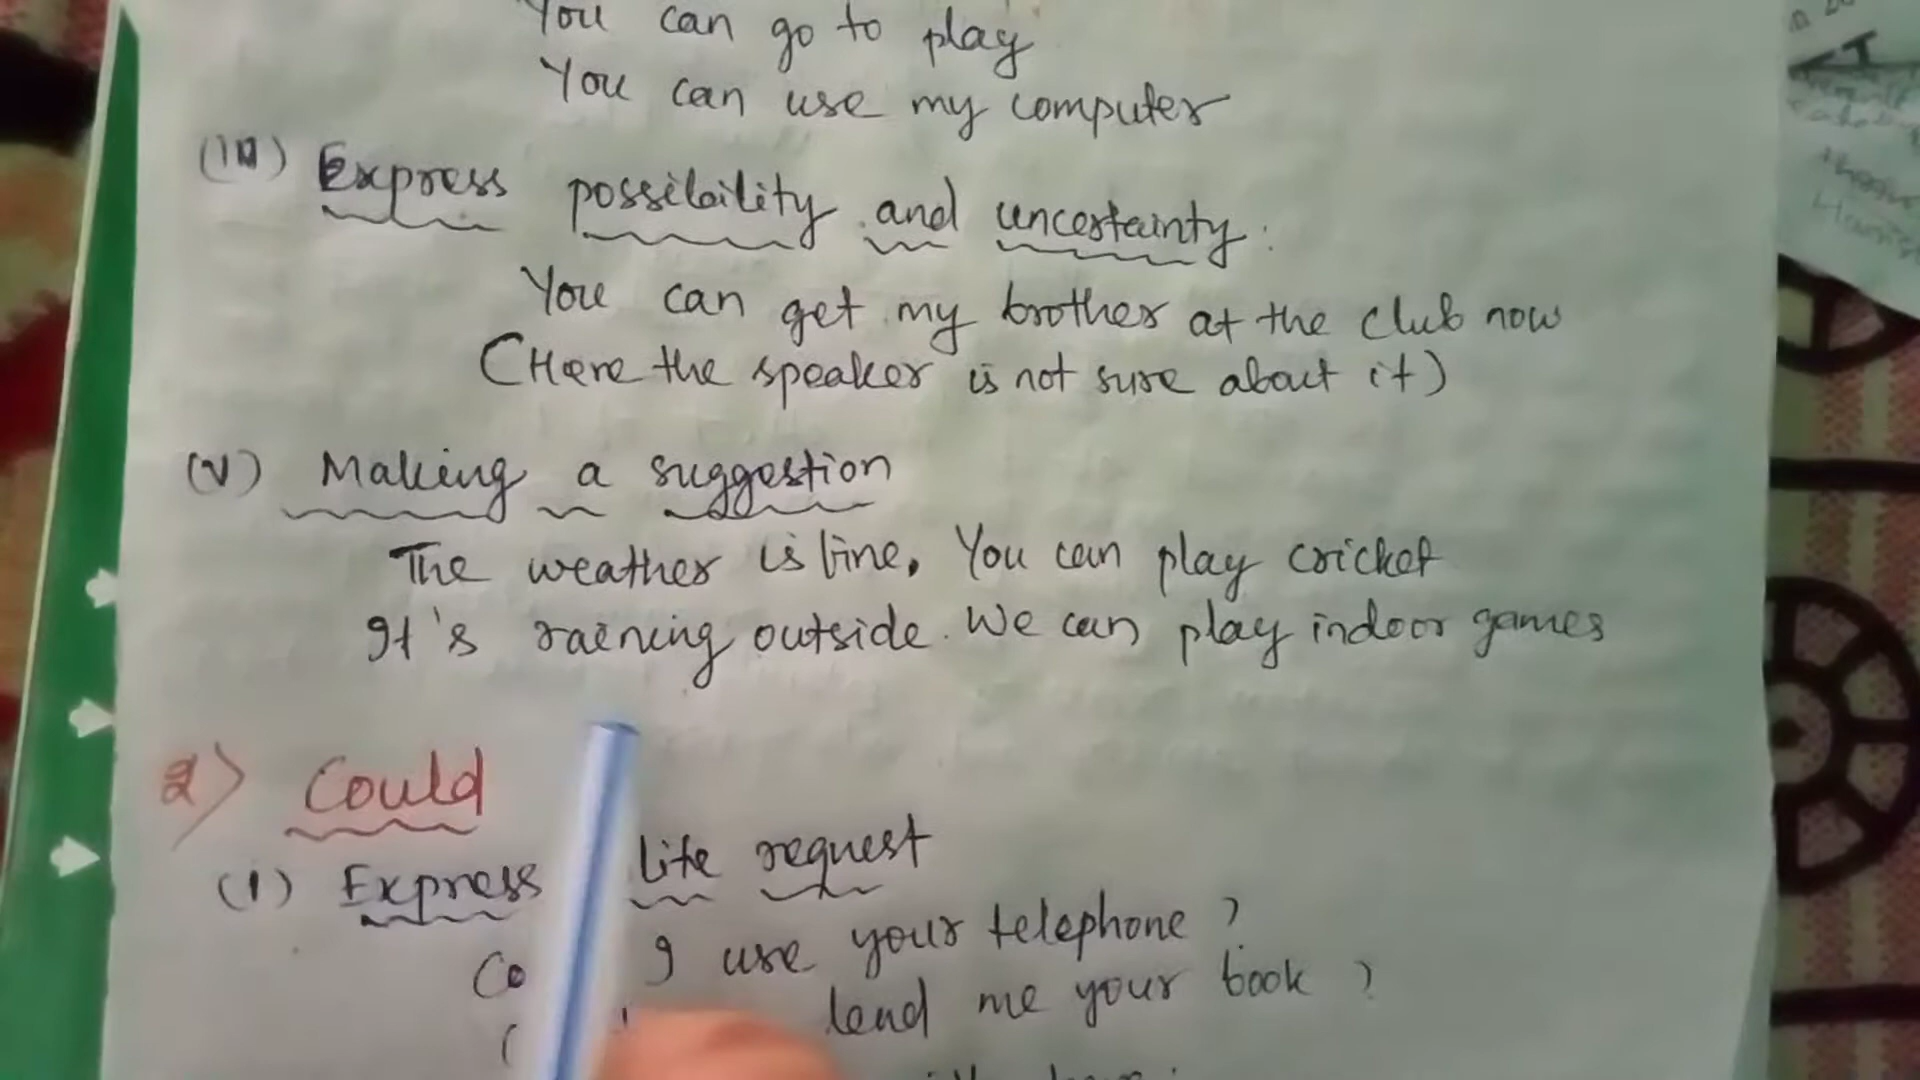 You can go to play
You can use my computer
(III) Express possibility and uncertainty:
You can get my brother at the club now
(Here the speaker is not sure about it)
(V) Making a suggestion
The weather is fine. You can play cricket
It's raining outside. We can play indoor games
2) Could
(I) Express lite request
Co I use your telephone?
lend me your book?